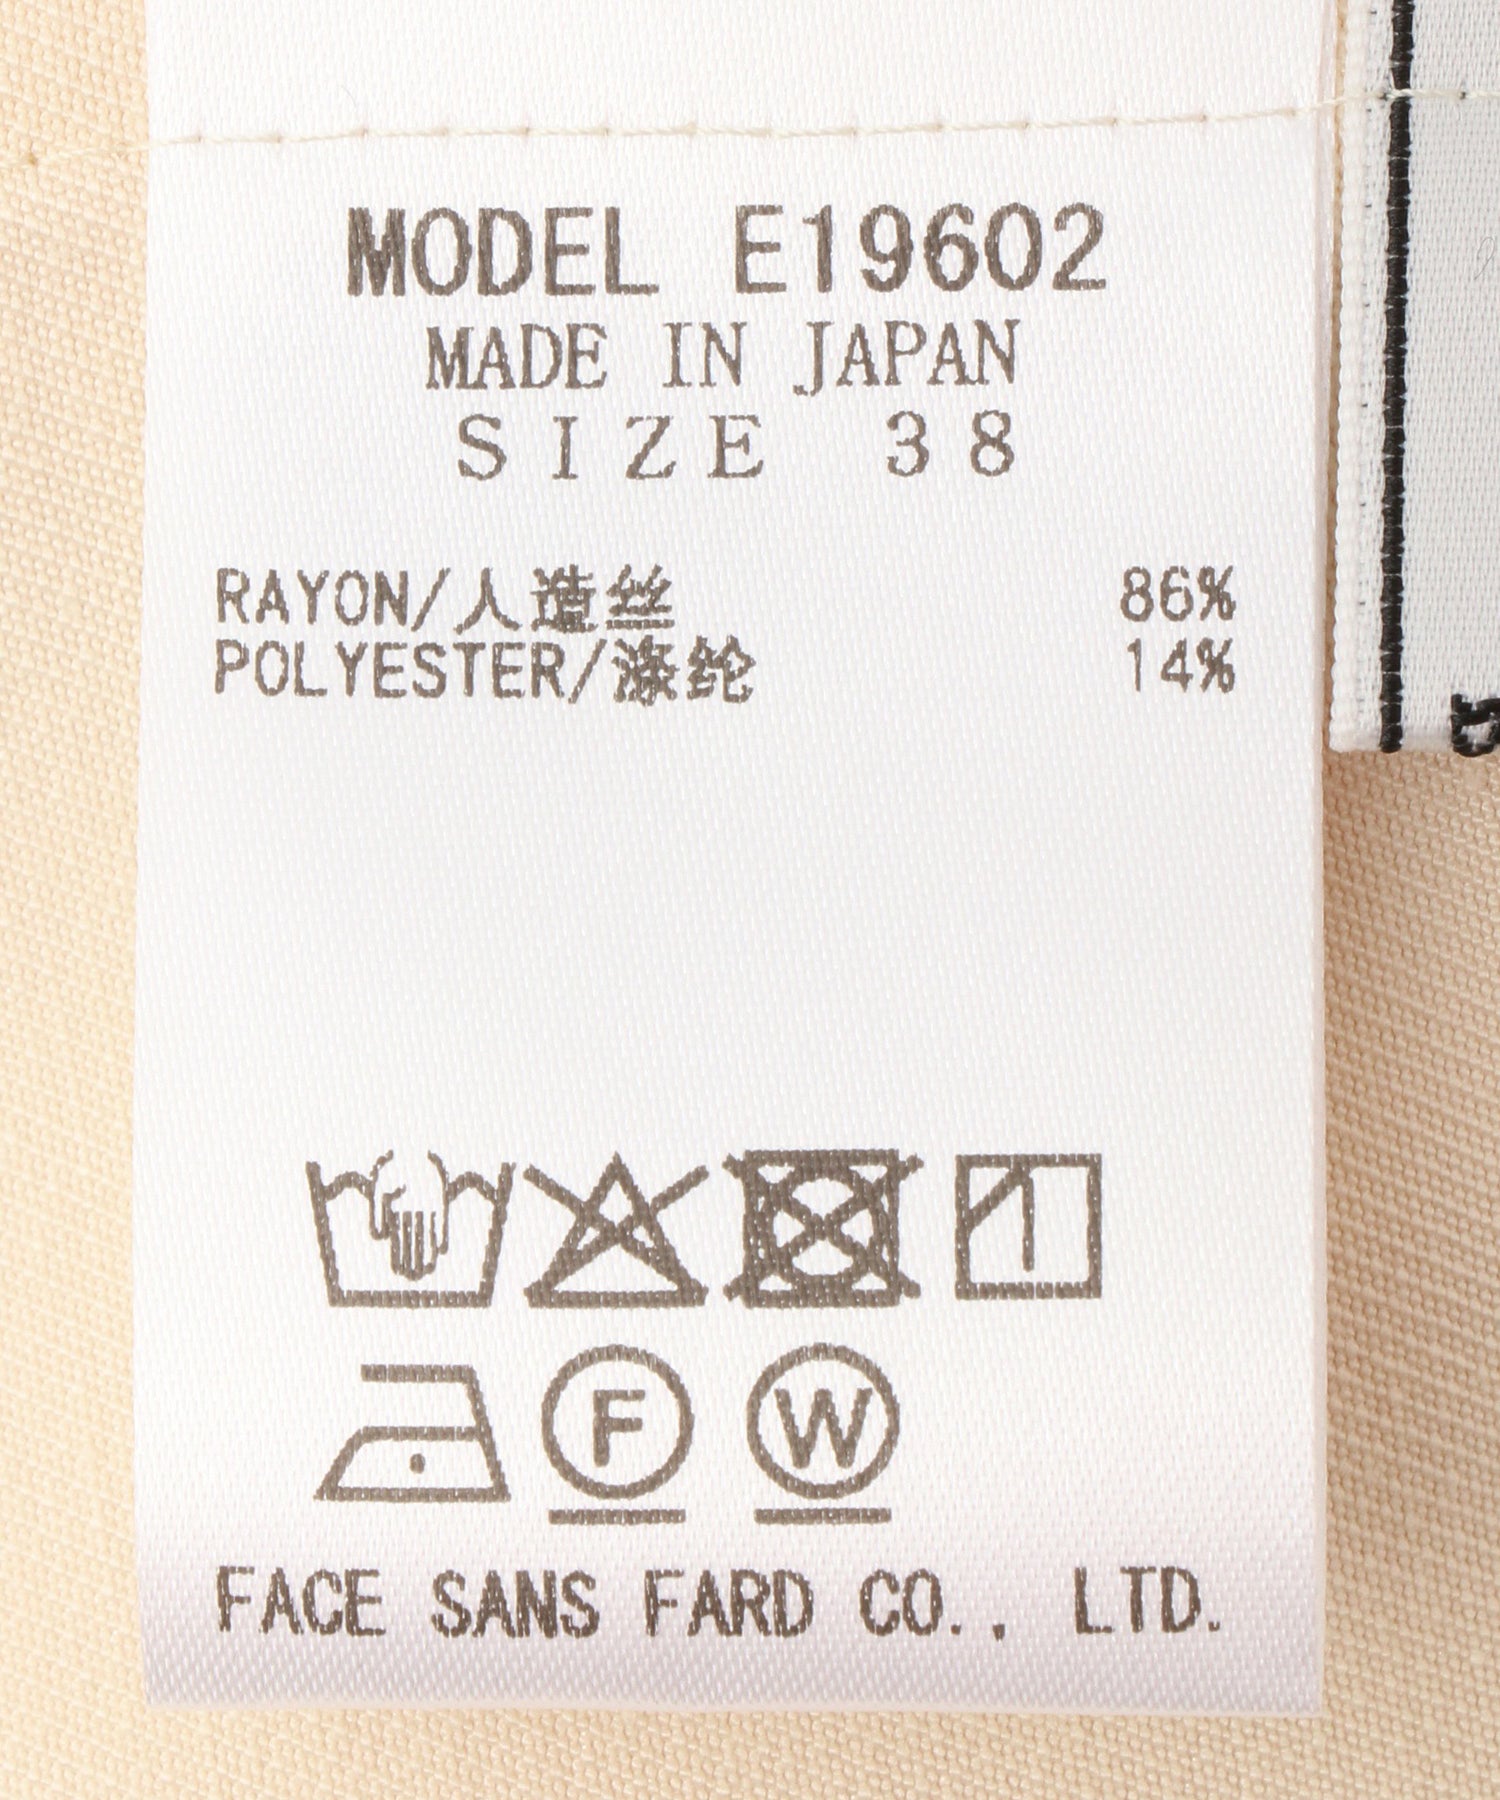 MODEL E19602
MADE IN JAPAN
SIZE 38
RAYON/人造丝 86%
POLYESTER/涤纶 14%
F W
FACE SANS FARD CO., LTD.